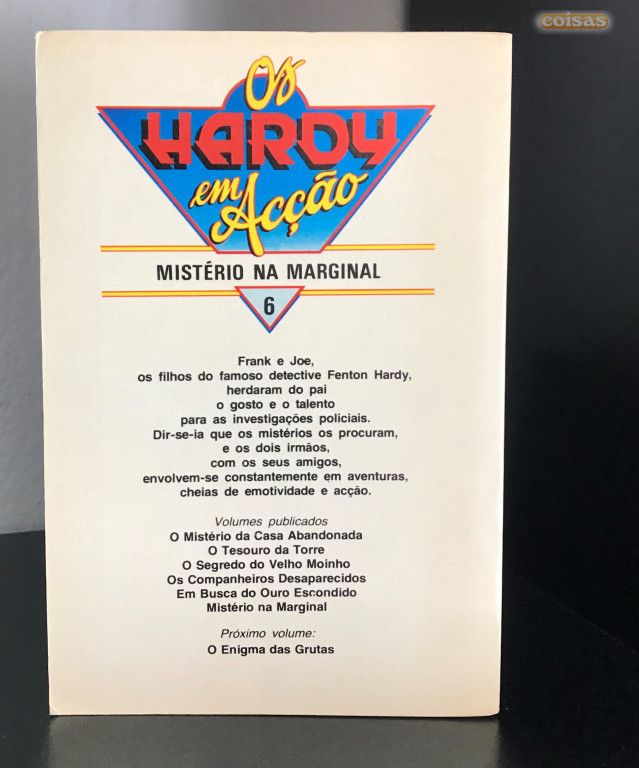 coisas
Os
HARDY
em Acção
MISTÉRIO NA MARGINAL
6
Frank e Joe,
os filhos do famoso detective Fenton Hardy,
herdaram do pai
o gosto e o talento
para as investigações policiais.
Dir-se-ia que os mistérios os procuram,
e os dois irmãos,
com os seus amigos,
envolvem-se constantemente em aventuras,
cheias de emotividade e acção.
Volumes publicados
O Mistério da Casa Abandonada
O Tesouro da Torre
O Segredo do Velho Moinho
Os Companheiros Desaparecidos
Em Busca do Ouro Escondido
Mistério na Marginal
Próximo volume:
O Enigma das Grutas